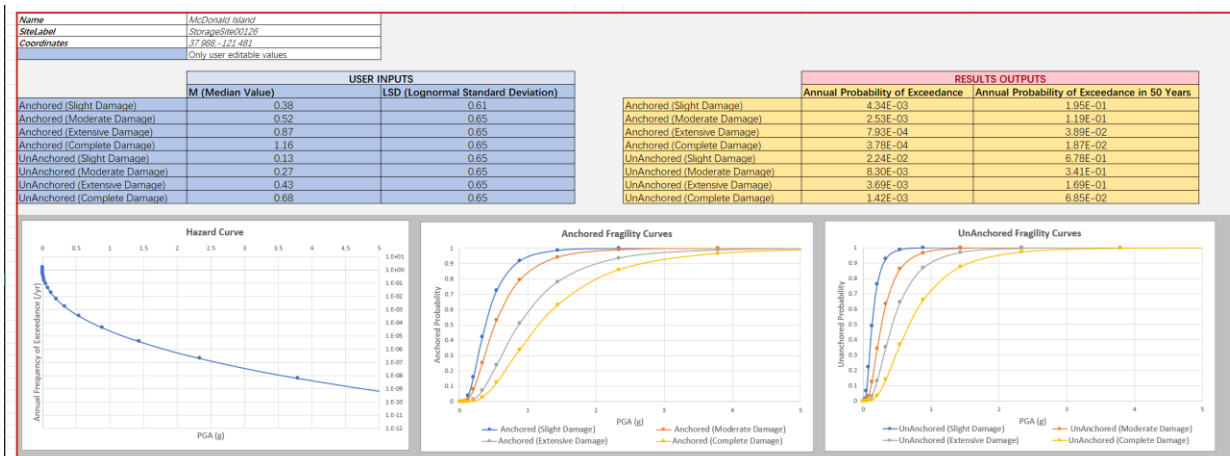 Name McDonald Island
SiteLabel StorageSite00126
Coordinates 37.988,-121.481
Only user editable values
USER INPUTS
M (Median Value) LSD (Lognormal Standard Deviation)
Anchored (Slight Damage) 0.38 0.61
Anchored (Moderate Damage) 0.52 0.65
Anchored (Extensive Damage) 0.87 0.65
Anchored (Complete Damage) 1.16 0.65
UnAnchored (Slight Damage) 0.13 0.65
UnAnchored (Moderate Damage) 0.27 0.65
UnAnchored (Extensive Damage) 0.43 0.65
UnAnchored (Complete Damage) 0.68 0.65
RESULTS OUTPUTS
Annual Probability of Exceedance Annual Probability of Exceedance in 50 Years
Anchored (Slight Damage) 4.34E-03 1.95E-01
Anchored (Moderate Damage) 2.53E-03 1.19E-01
Anchored (Extensive Damage) 7.93E-04 3.89E-02
Anchored (Complete Damage) 3.78E-04 1.87E-02
UnAnchored (Slight Damage) 2.24E-02 6.78E-01
UnAnchored (Moderate Damage) 8.30E-03 3.41E-01
UnAnchored (Extensive Damage) 3.69E-03 1.69E-01
UnAnchored (Complete Damage) 1.42E-03 6.85E-02
Hazard Curve
0 0.5 1 1.5 2 2.5 3 3.5 4 4.5 5
1.E+01
1.E+00
1.E-01
1.E-02
1.E-03
1.E-04
1.E-05
1.E-06
1.E-07
1.E-08
1.E-09
1.E-10
1.E-11
1.E-12
Annual Frequency of Exceedance (/yr)
PGA (g)
Anchored Fragility Curves
Anchored Probability
1
0.9
0.8
0.7
0.6
0.5
0.4
0.3
0.2
0.1
0
0 1 2 3 4 5
PGA (g)
Anchored (Slight Damage) Anchored (Moderate Damage)
Anchored (Extensive Damage) Anchored (Complete Damage)
UnAnchored Fragility Curves
Unanchored Probability
1
0.9
0.8
0.7
0.6
0.5
0.4
0.3
0.2
0.1
0
0 1 2 3 4 5
PGA (g)
UnAnchored (Slight Damage) UnAnchored (Moderate Damage)
UnAnchored (Extensive Damage) UnAnchored (Complete Damage)